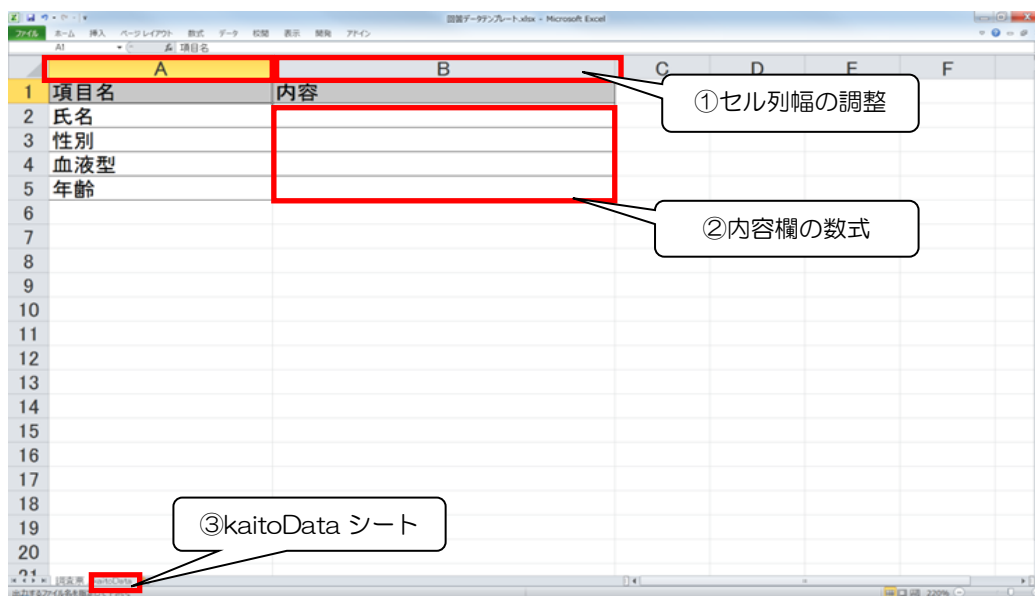 回答データテンプレート.xlsx - Microsoft Excel
ファイル ホーム 挿入 ページレイアウト 数式 データ 校閲 表示 開発 アドイン
A1 fx 項目名
A B C D E F
1 項目名 内容
①セル列幅の調整
2 氏名
3 性別
4 血液型
5 年齢
6
②内容欄の数式
7
8
9
10
11
12
13
14
15
16
17
18
③kaitoData シート
19
20
21
調査票 kaitoData
220%